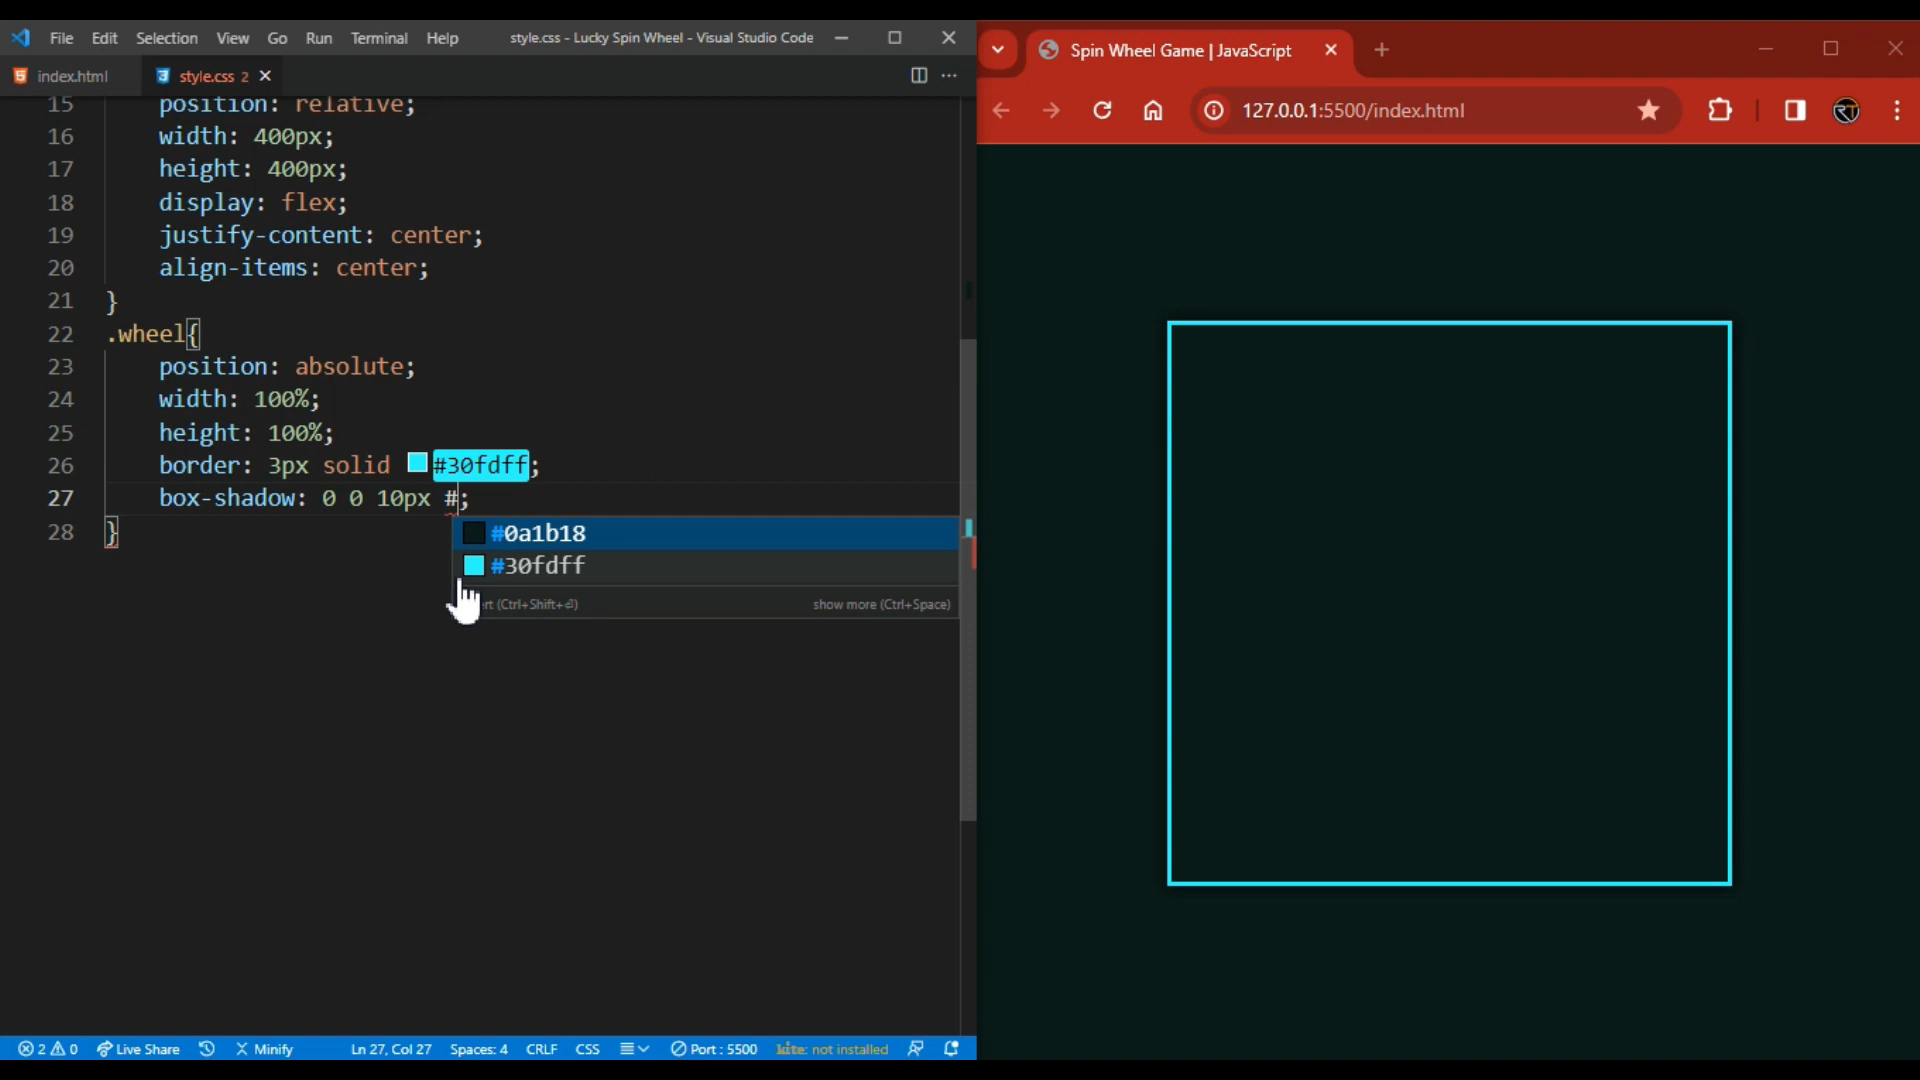 File Edit Selection View Go Run Terminal Help style.css - Lucky Spin Wheel - Visual Studio Code
index.html style.css 2
15 position: relative;
16 width: 400px;
17 height: 400px;
18 display: flex;
19 justify-content: center;
20 align-items: center;
21 }
22 .wheel{
23 position: absolute;
24 width: 100%;
25 height: 100%;
26 border: 3px solid #30fdff;
27 box-shadow: 0 0 10px #;
28 }
#0a1b18
#30fdff
(Ctrl+Shift+⏎) show more (Ctrl+Space)
2 0 Live Share Minify Ln 27, Col 27 Spaces: 4 CRLF CSS Port : 5500 kite: not installed
Spin Wheel Game | JavaScript
127.0.0.1:5500/index.html
RT